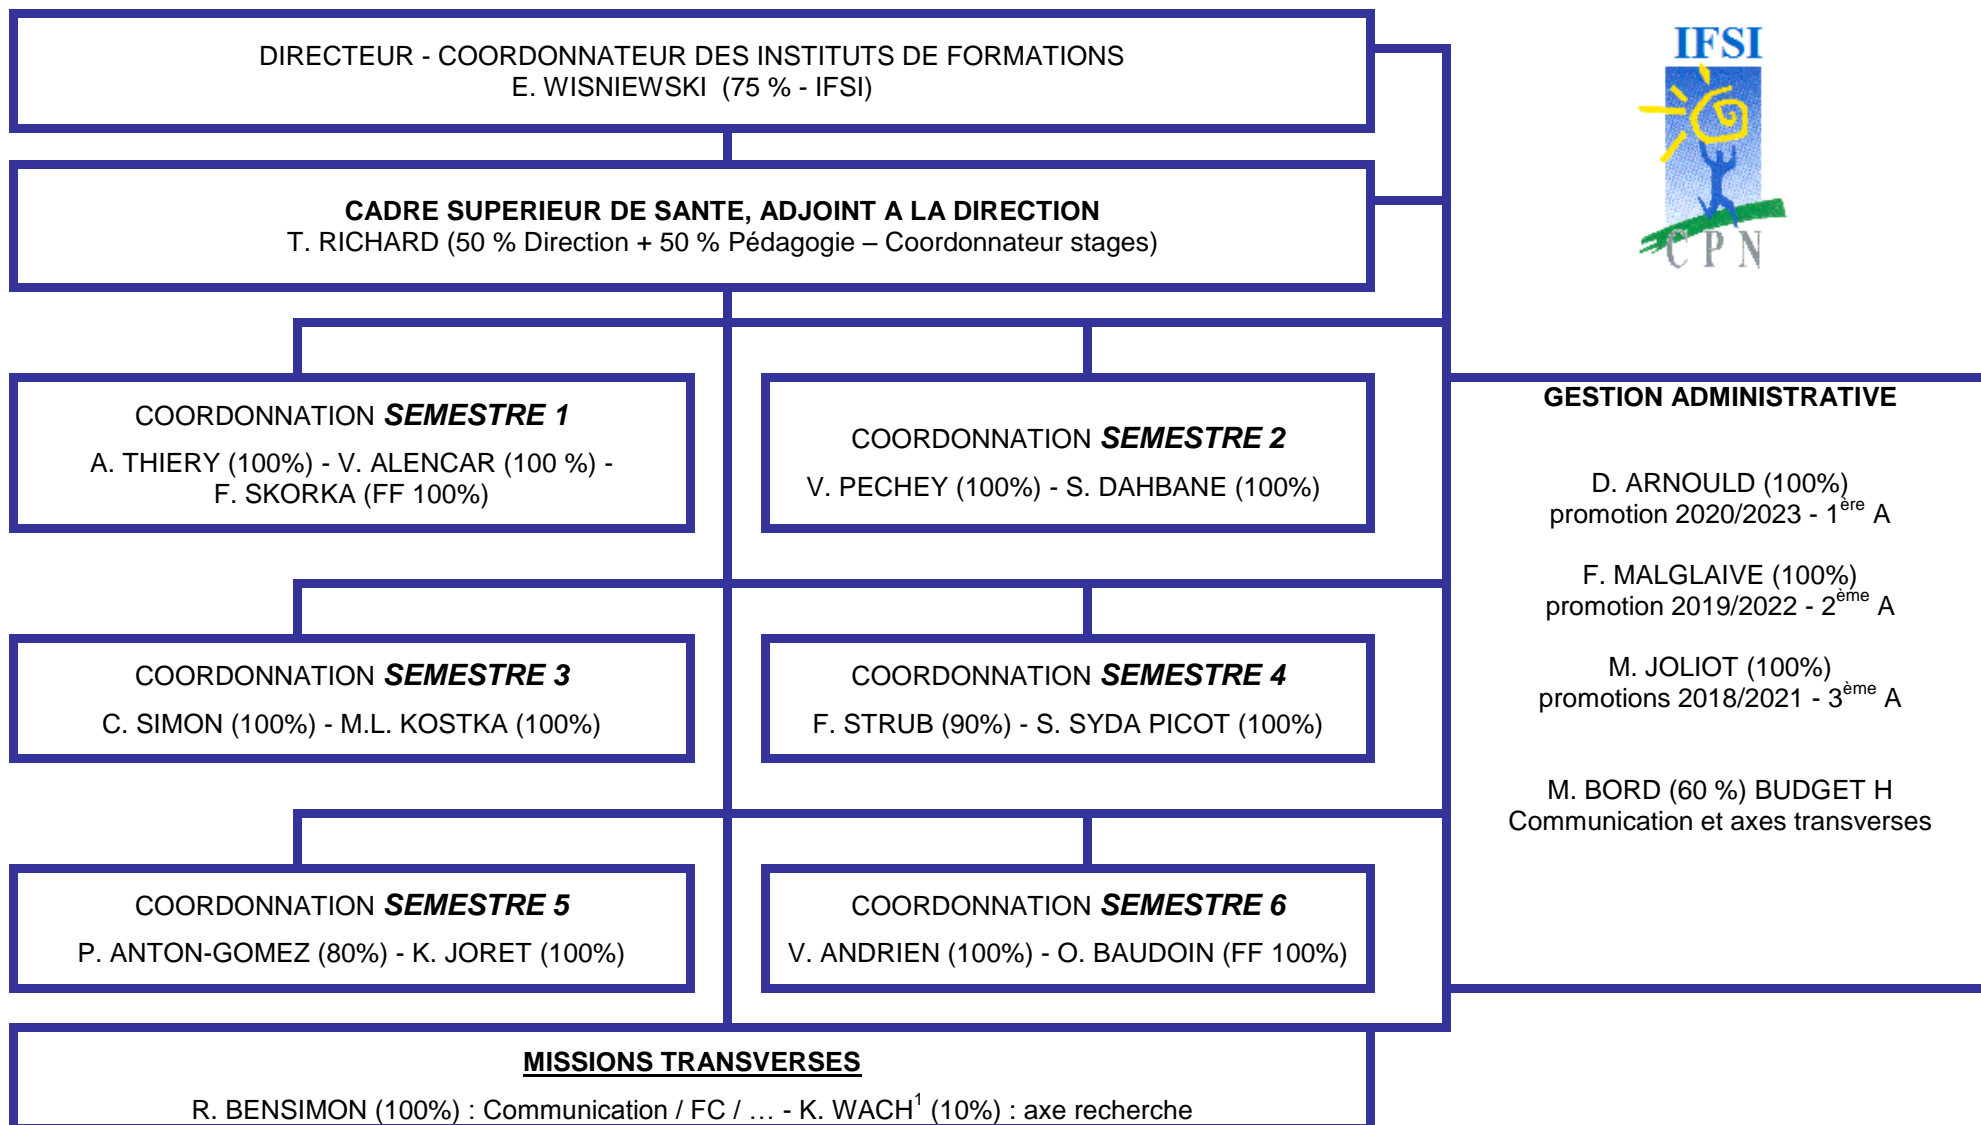 DIRECTEUR - COORDONNATEUR DES INSTITUTS DE FORMATIONS
E. WISNIEWSKI (75 % - IFSI)
IFSI
CPN
CADRE SUPERIEUR DE SANTE, ADJOINT A LA DIRECTION
T. RICHARD (50 % Direction + 50 % Pédagogie – Coordonnateur stages)
COORDONNATION SEMESTRE 1
A. THIERY (100%) - V. ALENCAR (100 %) -
F. SKORKA (FF 100%)
COORDONNATION SEMESTRE 2
V. PECHEY (100%) - S. DAHBANE (100%)
COORDONNATION SEMESTRE 3
C. SIMON (100%) - M.L. KOSTKA (100%)
COORDONNATION SEMESTRE 4
F. STRUB (90%) - S. SYDA PICOT (100%)
COORDONNATION SEMESTRE 5
P. ANTON-GOMEZ (80%) - K. JORET (100%)
COORDONNATION SEMESTRE 6
V. ANDRIEN (100%) - O. BAUDOIN (FF 100%)
GESTION ADMINISTRATIVE
D. ARNOULD (100%)
promotion 2020/2023 - 1ère A
F. MALGLAIVE (100%)
promotion 2019/2022 - 2ème A
M. JOLIOT (100%)
promotions 2018/2021 - 3ème A
M. BORD (60 %) BUDGET H
Communication et axes transverses
MISSIONS TRANSVERSES
R. BENSIMON (100%) : Communication / FC / … - K. WACH1 (10%) : axe recherche